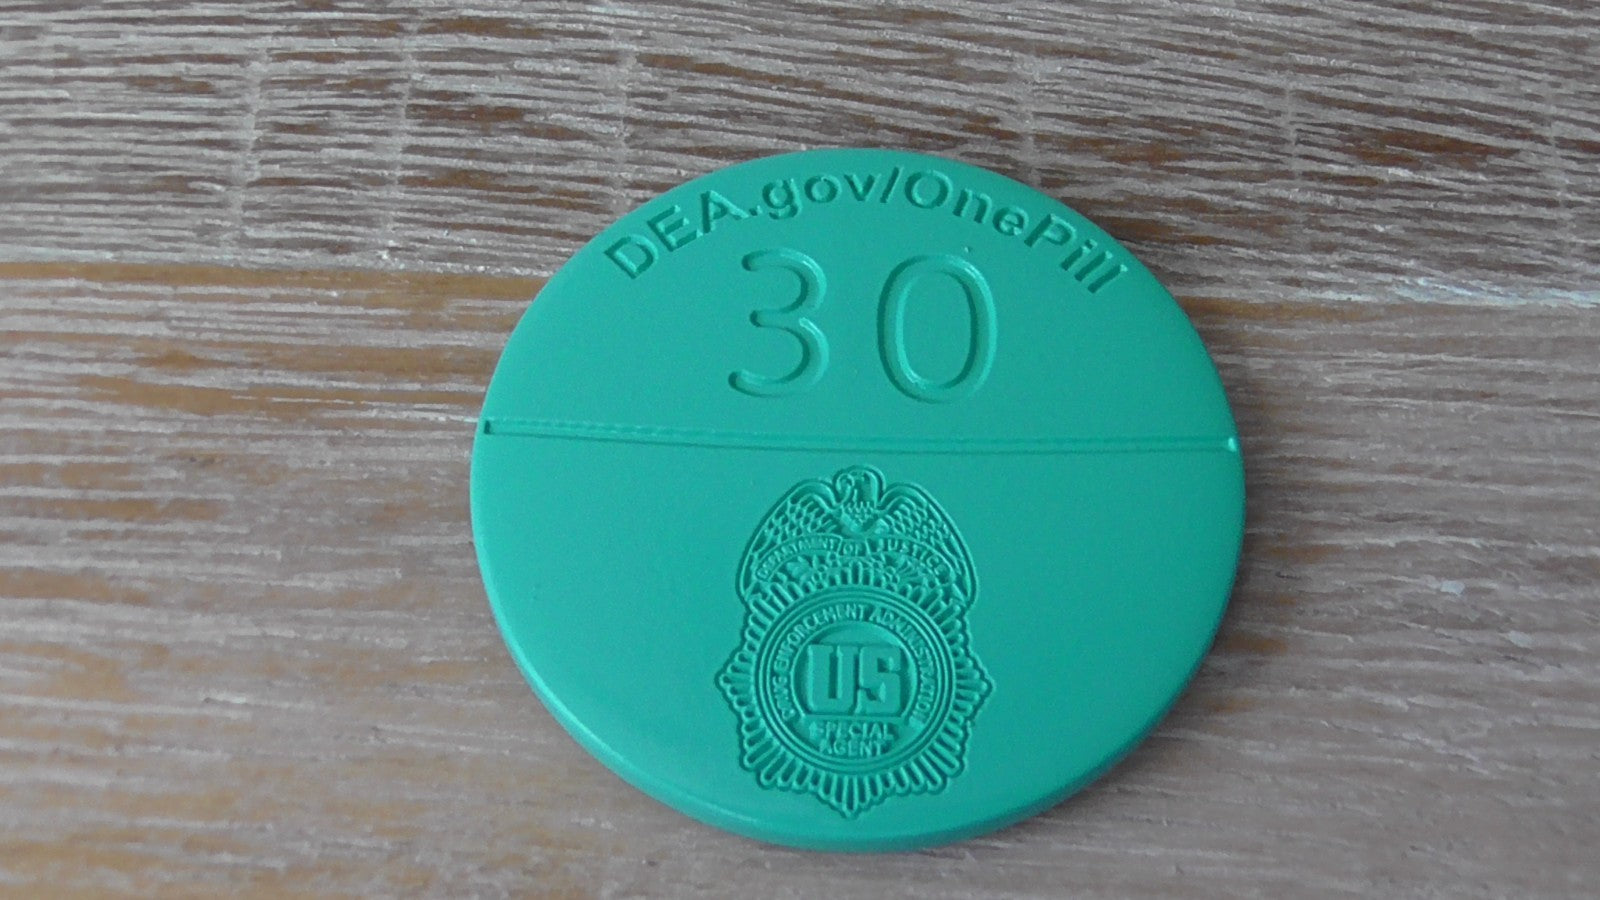 DEA.gov/OnePill
30
DEPARTMENT OF JUSTICE
DRUG ENFORCEMENT ADMINISTRATION
US
SPECIAL
AGENT